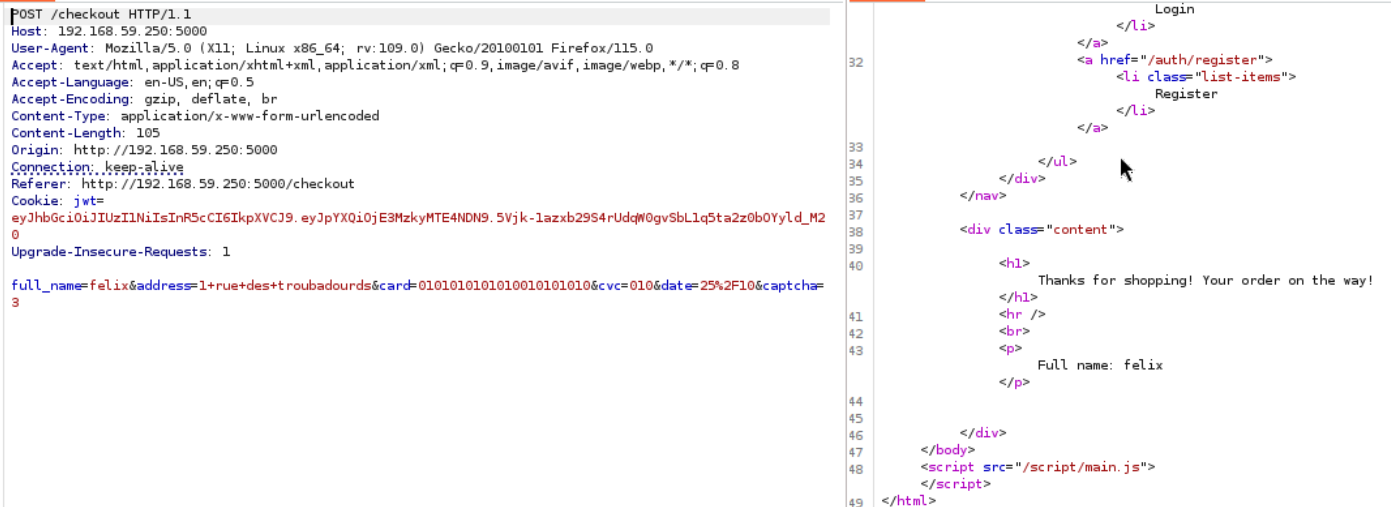 POST /checkout HTTP/1.1
Host: 192.168.59.250:5000
User-Agent: Mozilla/5.0 (X11; Linux x86_64; rv:109.0) Gecko/20100101 Firefox/115.0
Accept: text/html,application/xhtml+xml,application/xml;q=0.9,image/avif,image/webp,*/*;q=0.8
Accept-Language: en-US,en;q=0.5
Accept-Encoding: gzip, deflate, br
Content-Type: application/x-www-form-urlencoded
Content-Length: 105
Origin: http://192.168.59.250:5000
Connection: keep-alive
Referer: http://192.168.59.250:5000/checkout
Cookie: jwt=
eyJhbGciOiJIUzI1NiIsInR5cCI6IkpXVCJ9.eyJpYXQiOjE3MzkyMTE4NDN9.5Vjk-1azxb29S4rUdqW0gvSbL1q5ta2z0bOYyld_M2
0
Upgrade-Insecure-Requests: 1
full_name=felix&address=1+rue+des+troubadourds&card=0101010101010010101010&cvc=010&date=25%2F10&captcha=
3
Login
</li>
</a>
32 <a href="/auth/register">
<li class="list-items">
Register
</li>
</a>
33
34 </ul>
35 </div>
36 </nav>
37
38 <div class="content">
39
40 <h1>
Thanks for shopping! Your order on the way!
</h1>
41 <hr />
42 <br>
43 <p>
Full name: felix
</p>
44
45
46 </div>
47 </body>
48 <script src="/script/main.js">
</script>
49 </html>